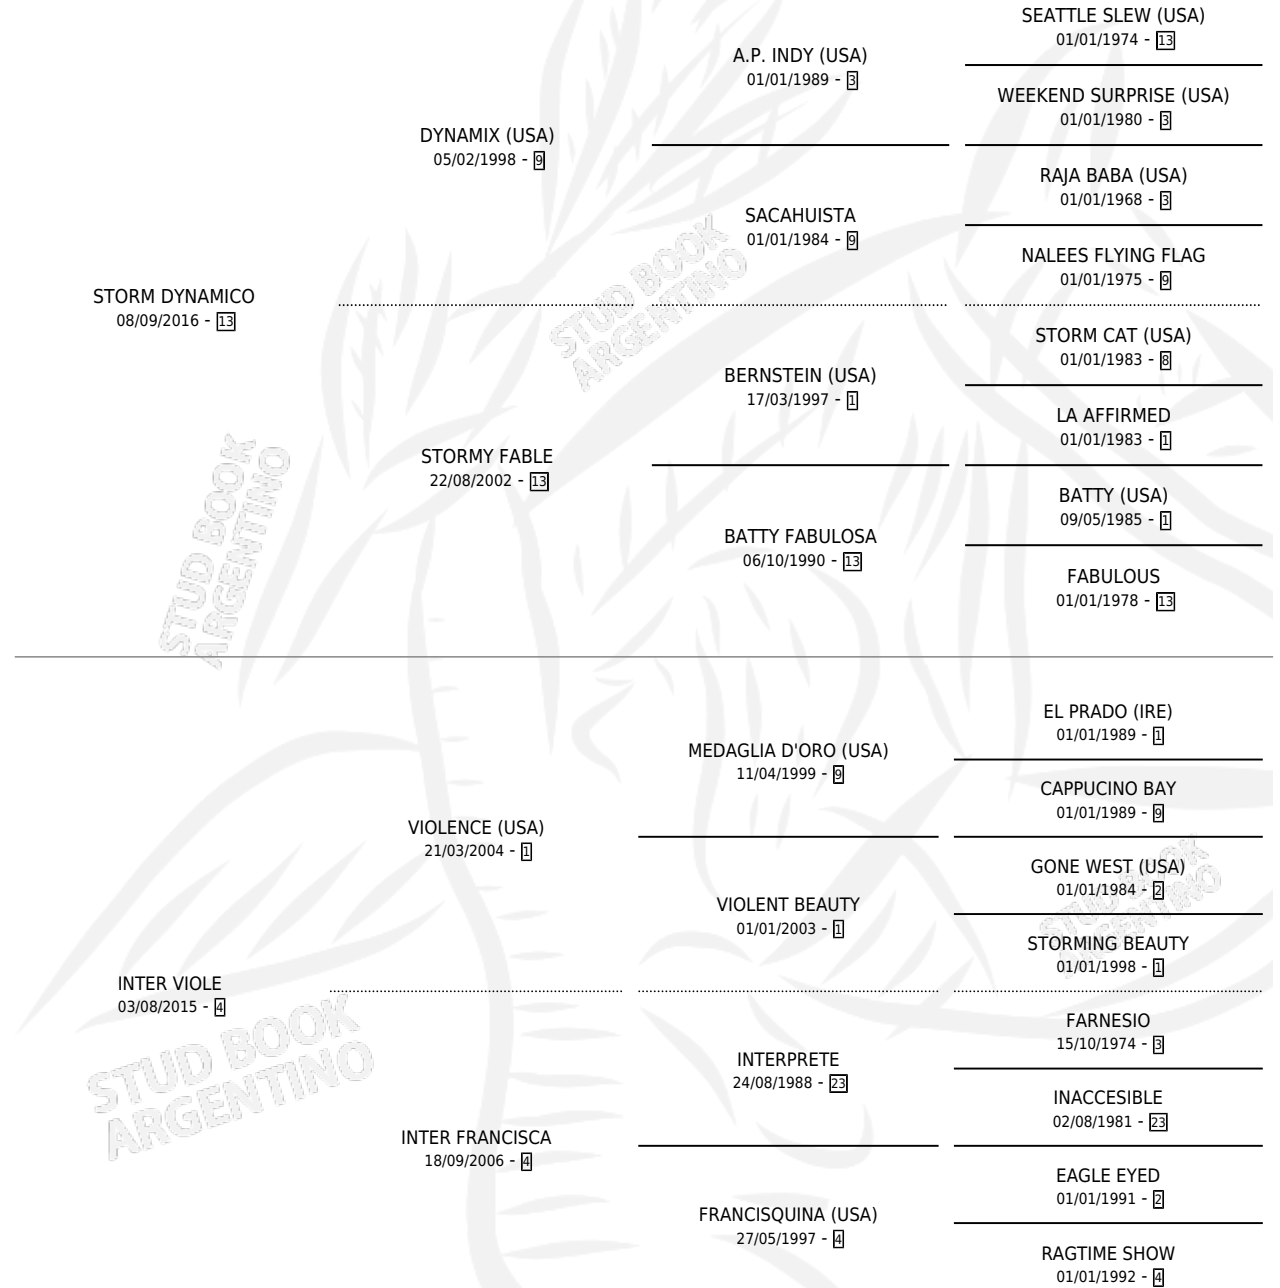 SEATTLE SLEW (USA)
01/01/1974 - 13
A.P. INDY (USA)
01/01/1989 - 3
WEEKEND SURPRISE (USA)
01/01/1980 - 3
DYNAMIX (USA)
05/02/1998 - 9
RAJA BABA (USA)
01/01/1968 - 3
SACAHUISTA
01/01/1984 - 9
NALEES FLYING FLAG
01/01/1975 - 9
STORM DYNAMICO
08/09/2016 - 13
STORM CAT (USA)
01/01/1983 - 8
BERNSTEIN (USA)
17/03/1997 - 1
LA AFFIRMED
01/01/1983 - 1
STORMY FABLE
22/08/2002 - 13
BATTY (USA)
09/05/1985 - 1
BATTY FABULOSA
06/10/1990 - 13
FABULOUS
01/01/1978 - 13
EL PRADO (IRE)
01/01/1989 - 1
MEDAGLIA D'ORO (USA)
11/04/1999 - 9
CAPPUCINO BAY
01/01/1989 - 9
VIOLENCE (USA)
21/03/2004 - 1
GONE WEST (USA)
01/01/1984 - 2
VIOLENT BEAUTY
01/01/2003 - 1
STORMING BEAUTY
01/01/1998 - 1
INTER VIOLE
03/08/2015 - 4
FARNESIO
15/10/1974 - 3
INTERPRETE
24/08/1988 - 23
INACCESIBLE
02/08/1981 - 23
INTER FRANCISCA
18/09/2006 - 4
EAGLE EYED
01/01/1991 - 2
FRANCISQUINA (USA)
27/05/1997 - 4
RAGTIME SHOW
01/01/1992 - 4
STUD BOOK
ARGENTINO
STUD BOOK
ARGENTINO
STUD BOOK
ARGENTINO
STUD BOOK
ARGENTINO